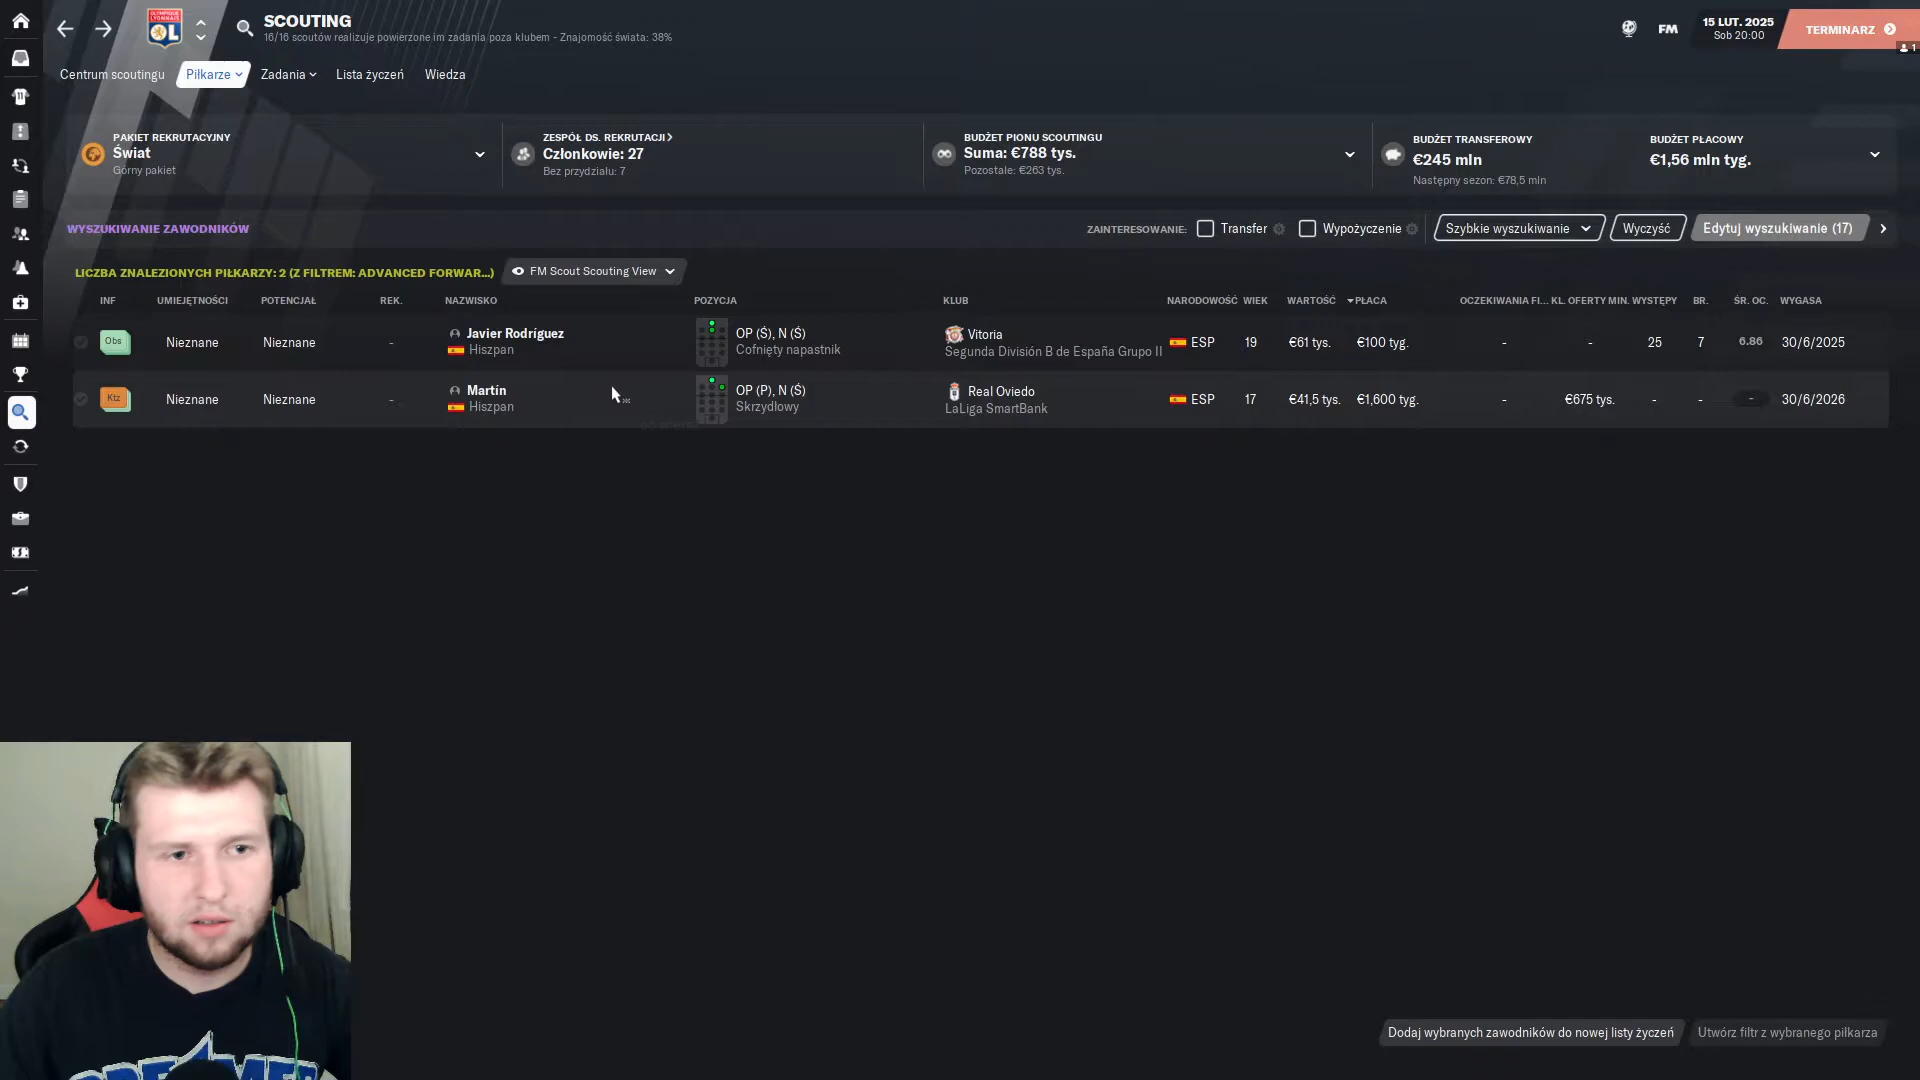 SCOUTING
16/16 scoutów realizuje powierzone im zadania poza klubem - Znajomość świata: 38%
FM
15 LUT. 2025
Sob 20:00
TERMINARZ
1
Centrum scoutingu
Piłkarze
Zadania
Lista życzeń
Wiedza
PAKIET REKRUTACYJNY
Świat
Górny pakiet
ZESPÓŁ DS. REKRUTACJI
Członkowie: 27
Bez przydziału: 7
BUDŻET PIONU SCOUTINGU
Suma: €788 tys.
Pozostałe: €263 tys.
BUDŻET TRANSFEROWY
€245 mln
Następny sezon: €78,5 mln
BUDŻET PŁACOWY
€1,56 mln tyg.
WYSZUKIWANIE ZAWODNIKÓW
ZAINTERESOWANIE:
Transfer
Wypożyczenie
Szybkie wyszukiwanie
Wyczyść
Edytuj wyszukiwanie (17)
LICZBA ZNALEZIONYCH PIŁKARZY: 2 (Z FILTREM: ADVANCED FORWAR...)
FM Scout Scouting View
INF UMIEJĘTNOŚCI POTENCJAŁ REK. NAZWISKO POZYCJA KLUB NARODOWOŚĆ WIEK WARTOŚĆ PŁACA OCZEKIWANIA FI... KL. OFERTY MIN. WYSTĘPY BR. ŚR. OC. WYGASA
Obs Nieznane Nieznane - Javier Rodríguez OP (Ś), N (Ś) Vitoria ESP 19 €61 tys. €100 tyg. - - 25 7 6.86 30/6/2025
Hiszpan Cofnięty napastnik Segunda División B de España Grupo II
Ktz Nieznane Nieznane - Martín OP (P), N (Ś) Real Oviedo ESP 17 €41,5 tys. €1,600 tyg. - €675 tys. - - - 30/6/2026
Hiszpan Skrzydłowy LaLiga SmartBank
Dodaj wybranych zawodników do nowej listy życzeń
Utwórz filtr z wybranego piłkarza